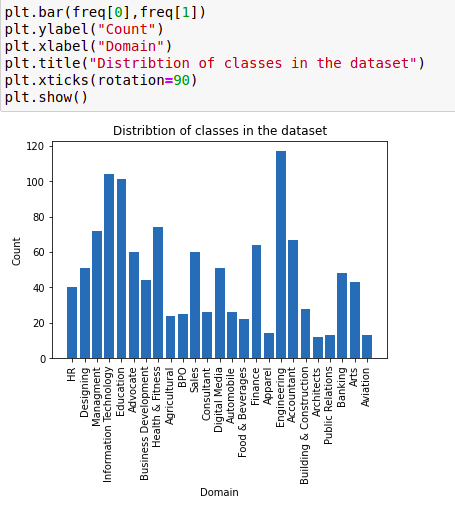 plt.bar(freq[0],freq[1])
plt.ylabel("Count")
plt.xlabel("Domain")
plt.title("Distribtion of classes in the dataset")
plt.xticks(rotation=90)
plt.show()
Distribtion of classes in the dataset
120
100
80
60
40
20
0
Count
HR
Designing
Managment
Information Technology
Education
Advocate
Business Development
Health & Fitness
Agricultural
BPO
Sales
Consultant
Digital Media
Automobile
Food & Beverages
Finance
Apparel
Engineering
Accountant
Building & Construction
Architects
Public Relations
Banking
Arts
Aviation
Domain